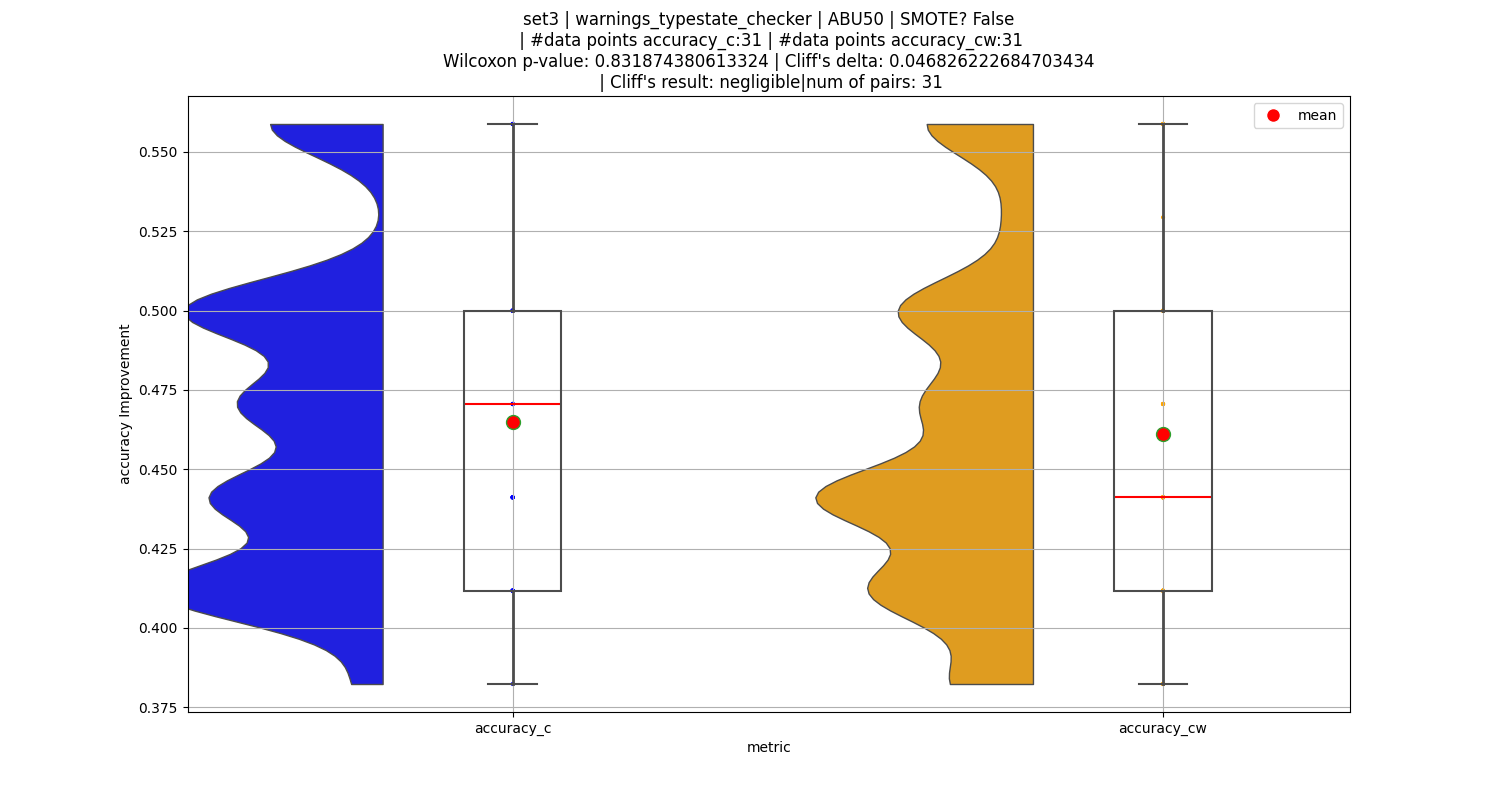 set3 | warnings_typestate_checker | ABU50 | SMOTE? False
| #data points accuracy_c:31 | #data points accuracy_cw:31
Wilcoxon p-value: 0.831874380613324 | Cliff's delta: 0.046826222684703434
| Cliff's result: negligible|num of pairs: 31
mean
0.550
0.525
0.500
0.475
0.450
0.425
0.400
0.375
accuracy Improvement
accuracy_c
accuracy_cw
metric